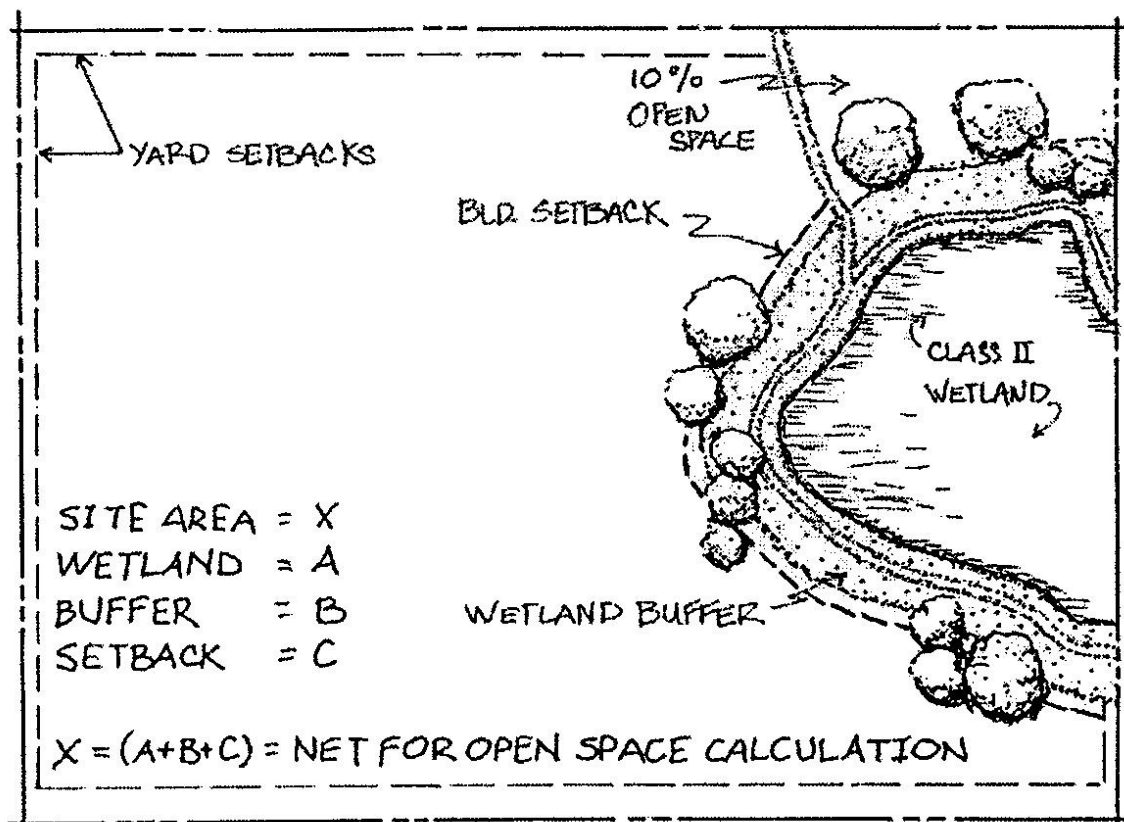 10%
OPEN
SPACE
YARD SETBACKS
BLD. SETBACK
CLASS II
WETLAND
SITE AREA = X
WETLAND = A
BUFFER = B
SETBACK = C
WETLAND BUFFER
X = (A+B+C) = NET FOR OPEN SPACE CALCULATION